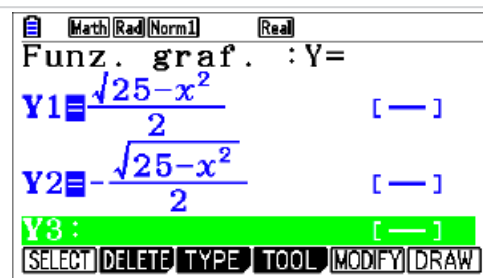 Math Rad Norm1 Real
Funz. graf. :Y=
Y1=√25-x²/2 [—]
Y2=-√25-x²/2 [—]
Y3: [—]
SELECT DELETE TYPE TOOL MODIFY DRAW